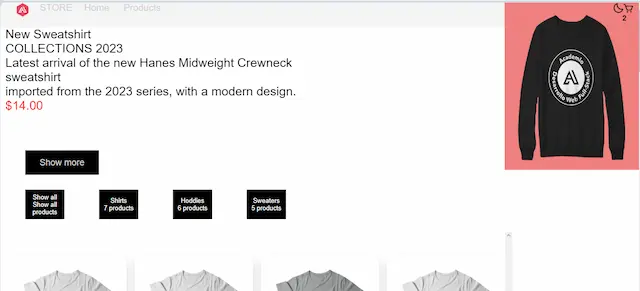 STORE Home Products
2
New Sweatshirt
COLLECTIONS 2023
Latest arrival of the new Hanes Midweight Crewneck
sweatshirt
imported from the 2023 series, with a modern design.
$14.00
Academlo
A
Desarrollo Web Full-Stack
Show more
Show all
Show all
products
Shirts
7 products
Hoddies
6 products
Sweaters
5 products